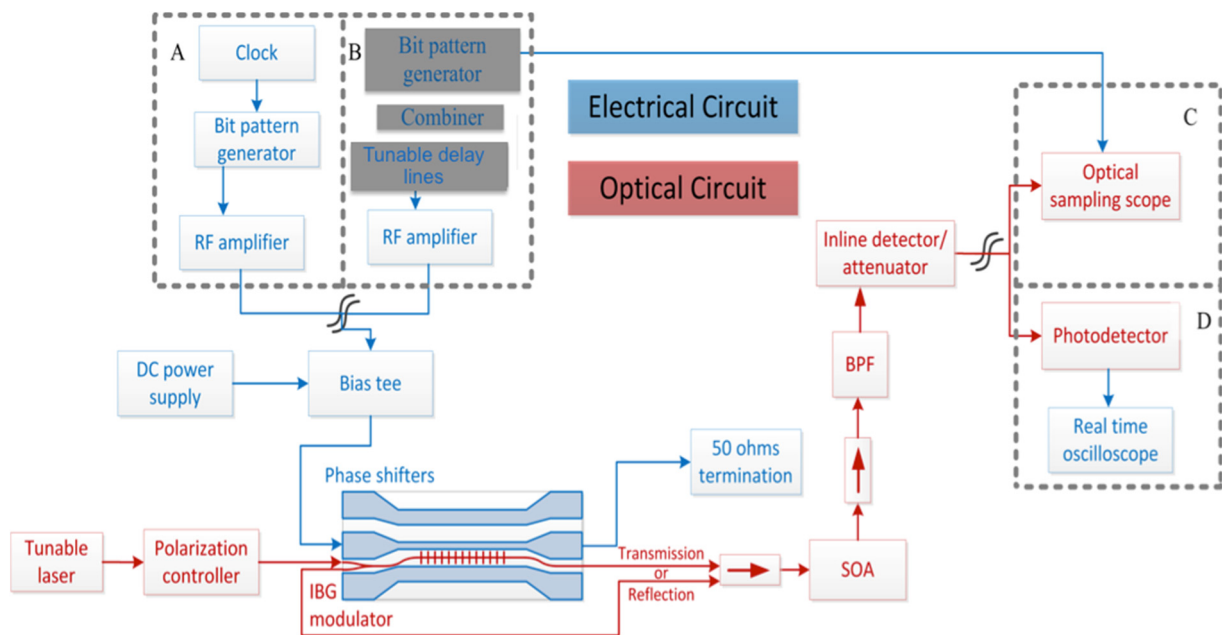 A
Clock
Bit pattern
generator
RF amplifier
B
Bit pattern
generator
Combiner
Tunable delay
lines
RF amplifier
Electrical Circuit
Optical Circuit
C
Optical
sampling scope
Inline detector/
attenuator
D
Photodetector
Real time
oscilloscope
BPF
DC power
supply
Bias tee
50 ohms
termination
Phase shifters
Tunable
laser
Polarization
controller
IBG
modulator
Transmission
or
Reflection
SOA